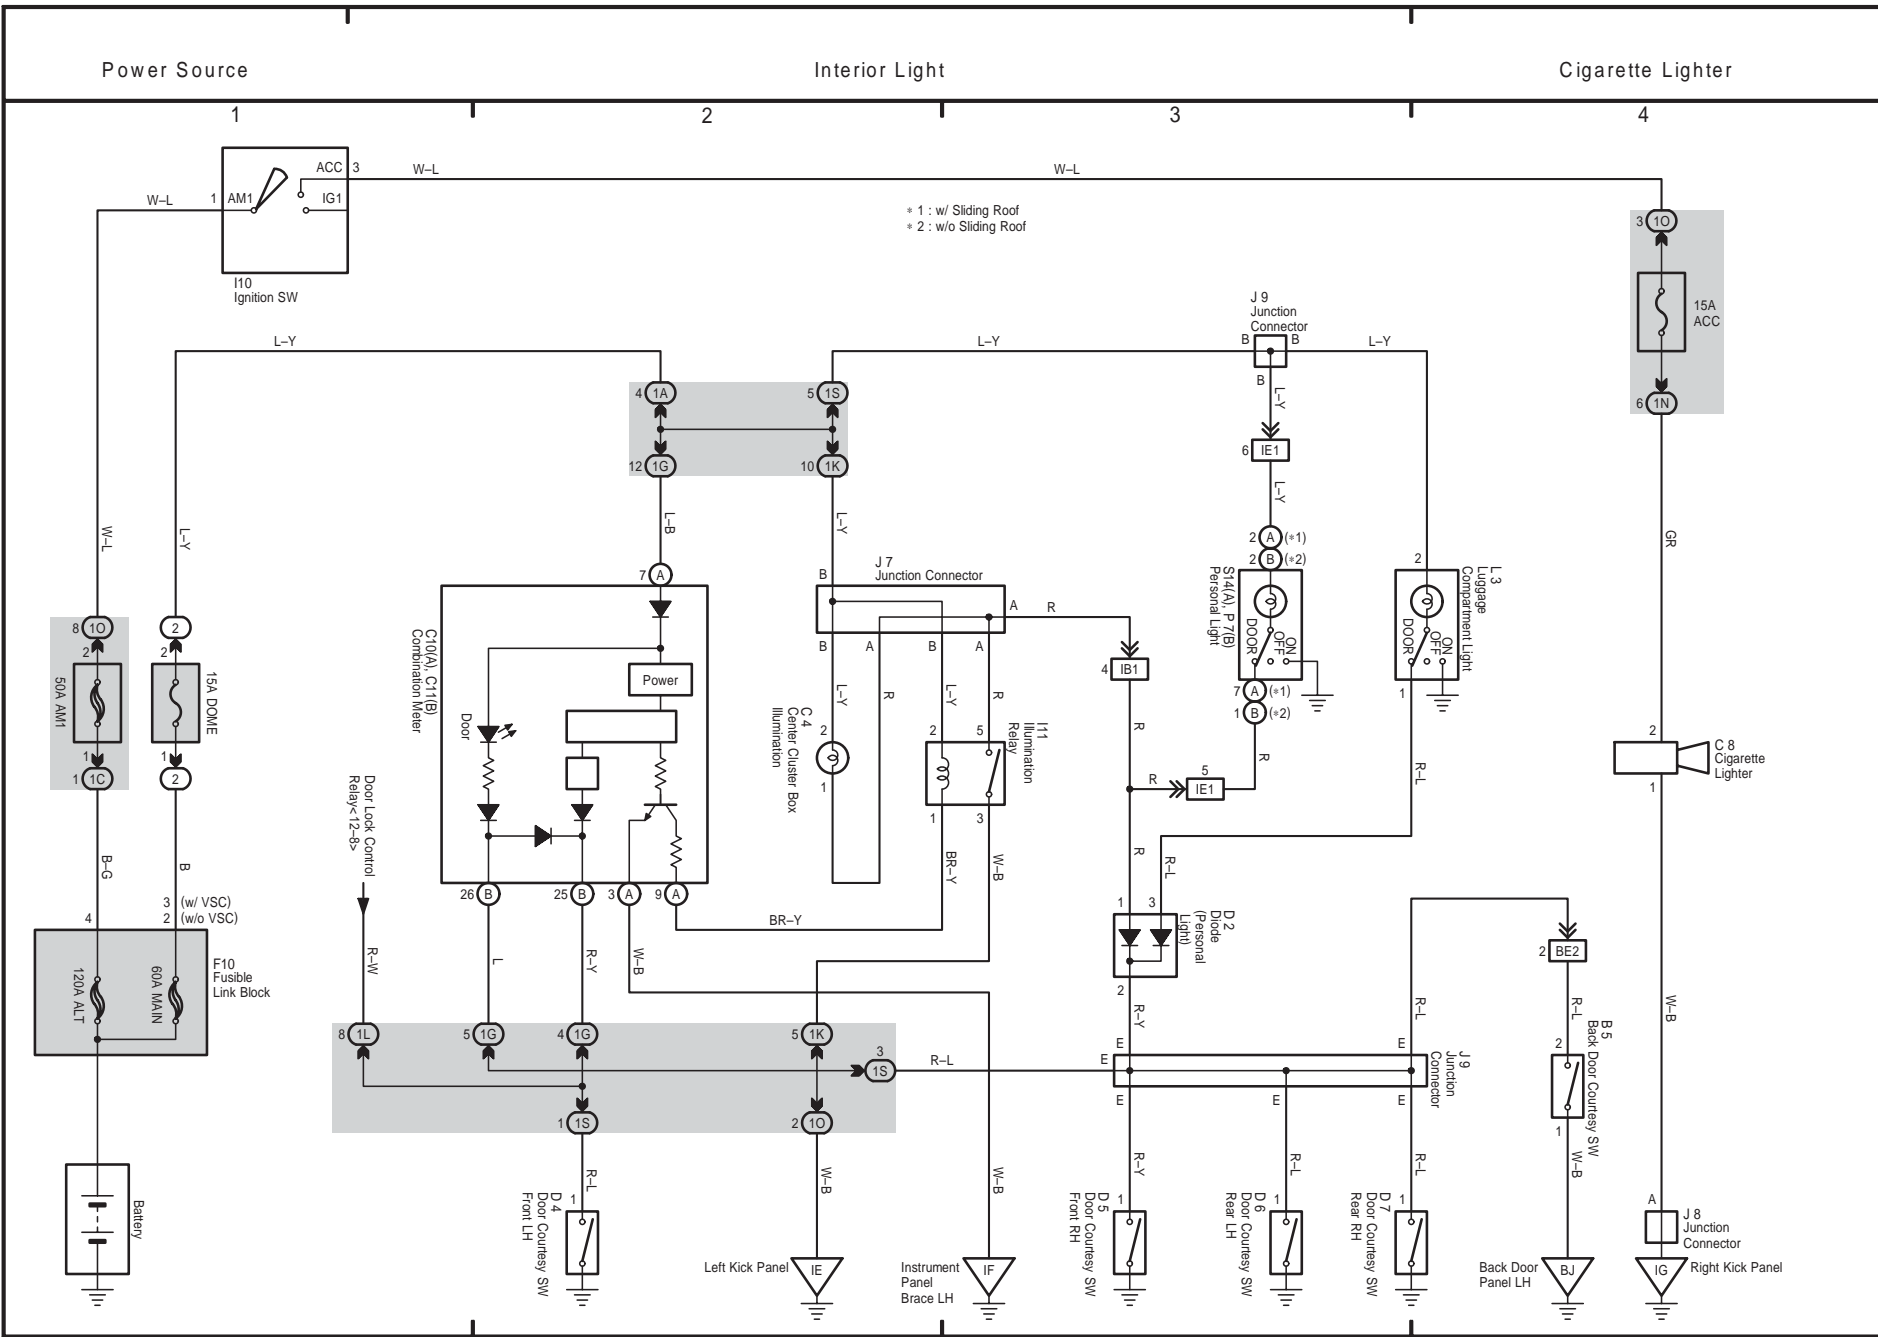 Power Source
Interior Light
Cigarette Lighter
1
2
3
4
ACC 3
W–L
W–L
W–L
1
AM1
IG1
∗ 1 : w/ Sliding Roof
∗ 2 : w/o Sliding Roof
I10
Ignition SW
3 1O
15A
ACC
6 1N
J 9
Junction
Connector
B
B
B
L–Y
L–Y
L–Y
L–Y
4 1A
5 1S
12 1G
10 1K
6 IE1
L–Y
W–L
L–Y
L–B
L–Y
GR
2 A (∗1)
2 B (∗2)
S14(A), P 7(B)
Personal Light
DOOR
OFF
ON
7 A (∗1)
1 B (∗2)
2
L 3
Luggage
Compartment Light
DOOR
OFF
ON
1
J 7
Junction Connector
B
A
R
B
A
B
A
L–Y
R
L–Y
R
7 A
C10(A), C11(B)
Combination Meter
Power
Door
8 1O
2
50A AM1
1
1 1C
2
2
15A DOME
1
2
4 IB1
R
C 4
Center Cluster Box
Illumination
2
1
I11
Illumination
Relay
2
5
1
3
R
5
IE1
R
R–L
2
C 8
Cigarette
Lighter
1
Door Lock Control
Relay<12–8>
B–G
B
3 (w/ VSC)
2 (w/o VSC)
4
F10
Fusible
Link Block
120A ALT
60A MAIN
26 B
25 B
3 A
9 A
BR–Y
BR–Y
W–B
R
R–L
1
3
D 2
Diode
(Personal
Light)
2
R–W
L
R–Y
W–B
R–Y
2 BE2
R–L
R–L
W–B
8 1L
5 1G
4 1G
5 1K
3
1S
R–L
1 1S
2 1O
E
E
E
E
E
E
J 9
Junction
Connector
2
B 5
Back Door Courtesy SW
1
W–B
Battery
R–L
1
D 4
Door Courtesy SW
Front LH
W–B
W–B
R–Y
1
D 5
Door Courtesy SW
Front RH
R–L
1
D 6
Door Courtesy SW
Rear LH
R–L
1
D 7
Door Courtesy SW
Rear RH
A
J 8
Junction
Connector
Left Kick Panel
IE
Instrument
Panel
Brace LH
IF
Back Door
Panel LH
BJ
IG
Right Kick Panel